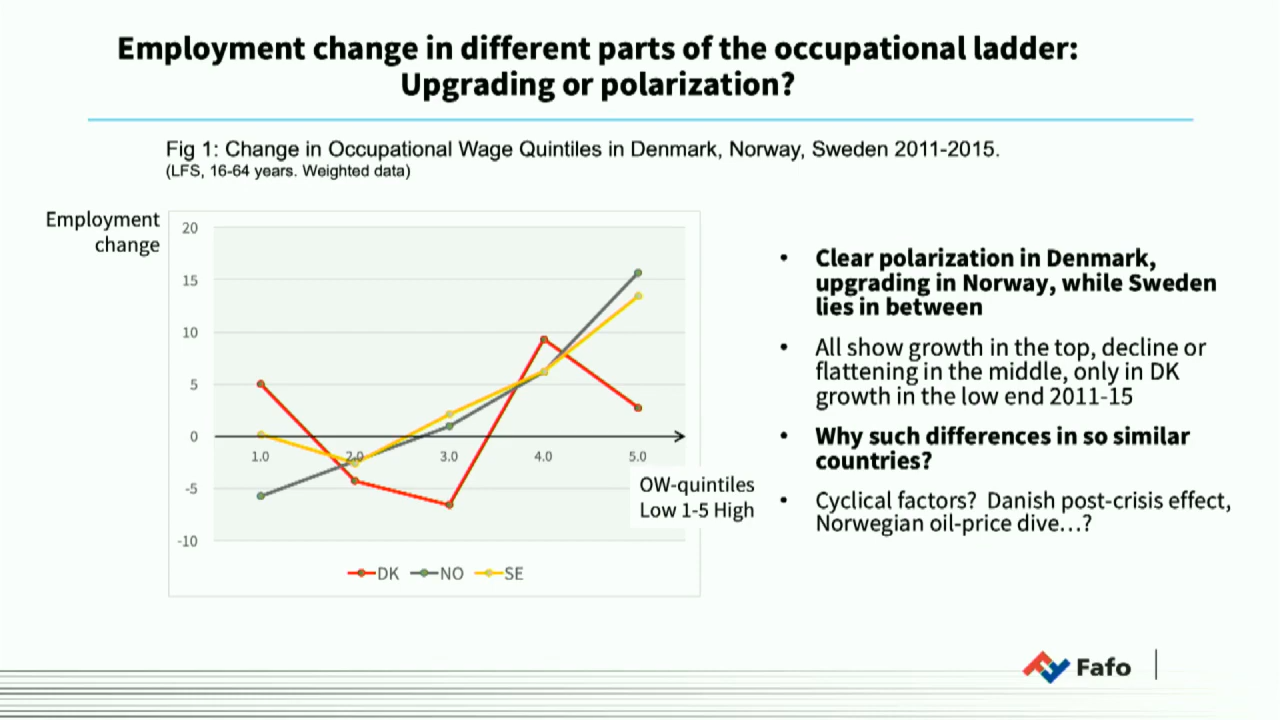 Employment change in different parts of the occupational ladder:
Upgrading or polarization?
Fig 1: Change in Occupational Wage Quintiles in Denmark, Norway, Sweden 2011-2015.
(LFS, 16-64 years. Weighted data)
Employment
change
20
15
10
5
0
-5
-10
1.0
2.0
3.0
4.0
5.0
OW-quintiles
Low 1-5 High
DK
NO
SE
• Clear polarization in Denmark,
upgrading in Norway, while Sweden
lies in between
• All show growth in the top, decline or
flattening in the middle, only in DK
growth in the low end 2011-15
• Why such differences in so similar
countries?
• Cyclical factors? Danish post-crisis effect,
Norwegian oil-price dive…?
Fafo